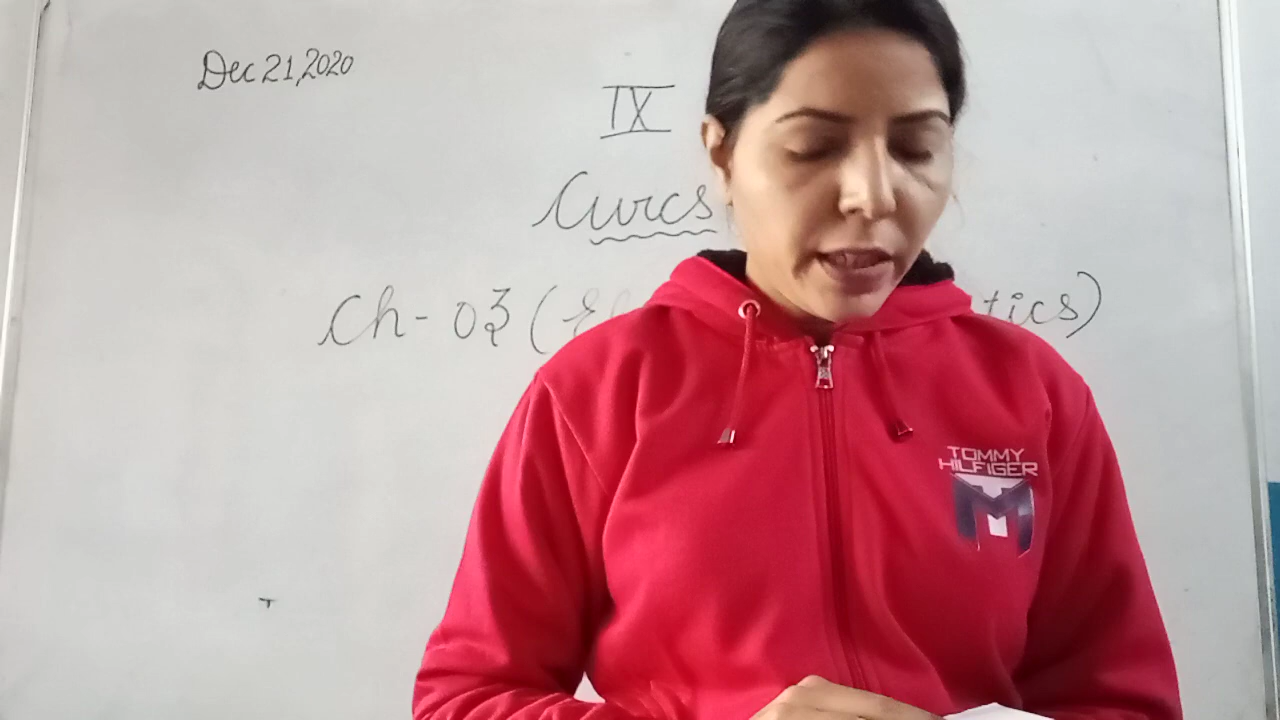 Dec 21, 2020
IX
Civics
Ch - 03 (
tics)
TOMMY
HILFIGER